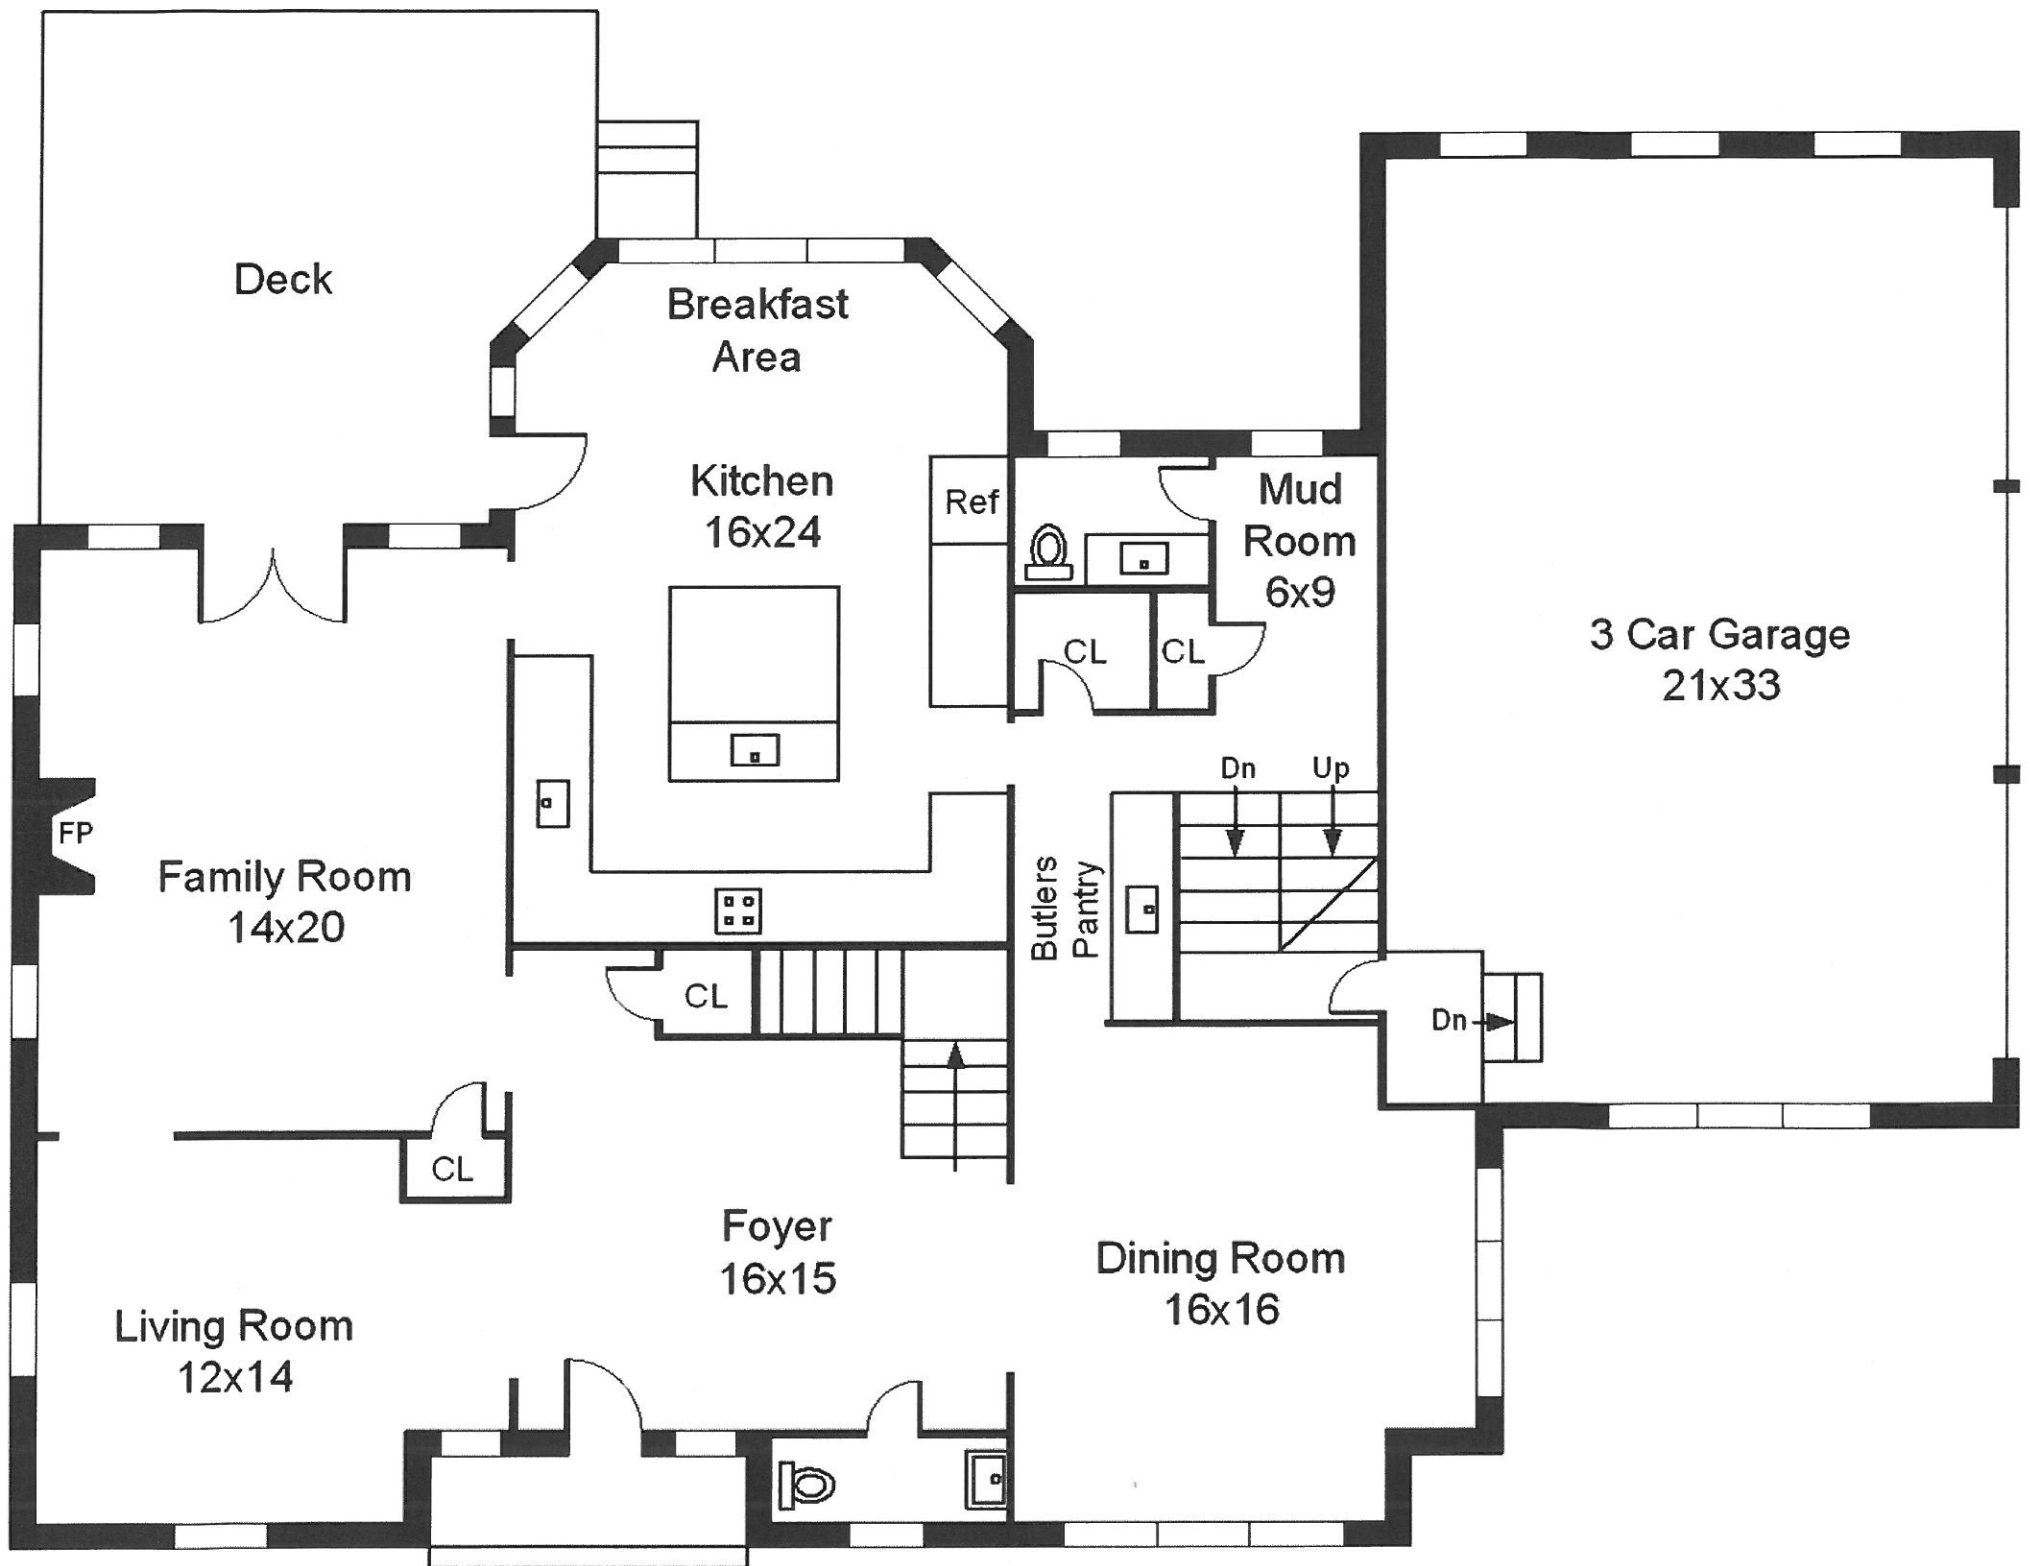 Deck
Breakfast
Area
Kitchen
16x24
Ref
Mud
Room
6x9
CL
CL
3 Car Garage
21x33
Dn
Up
FP
Family Room
14x20
Butlers
Pantry
CL
Dn
CL
Foyer
16x15
Dining Room
16x16
Living Room
12x14